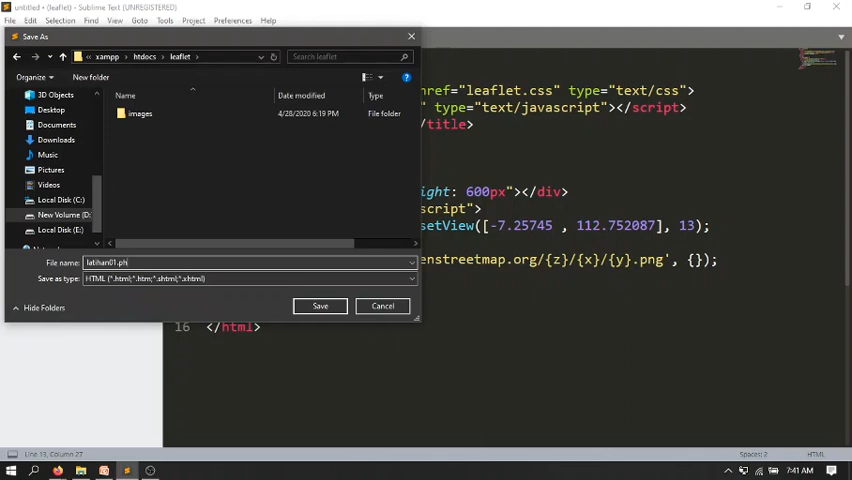 untitled • (leaflet) - Sublime Text (UNREGISTERED)
File Edit Selection Find View Goto Tools Project Preferences Help
Save As
« xampp › htdocs › leaflet ›
Search leaflet
Organize New folder
Name Date modified Type
3D Objects
Desktop
Documents
Downloads
Music
Pictures
Videos
Local Disk (C:)
New Volume (D:
Local Disk (E:)
images 4/28/2020 6:19 PM File folder
File name: latihan01.ph
Save as type: HTML (*.html;*.htm;*.shtml;*.xhtml)
Hide Folders
Save Cancel
href="leaflet.css" type="text/css">
" type="text/javascript"></script>
/title>
ight: 600px"></div>
script">
setView([-7.25745 , 112.752087], 13);
enstreetmap.org/{z}/{x}/{y}.png', {});
16 </html>
Line 13, Column 27
Spaces: 2 HTML
7:41 AM